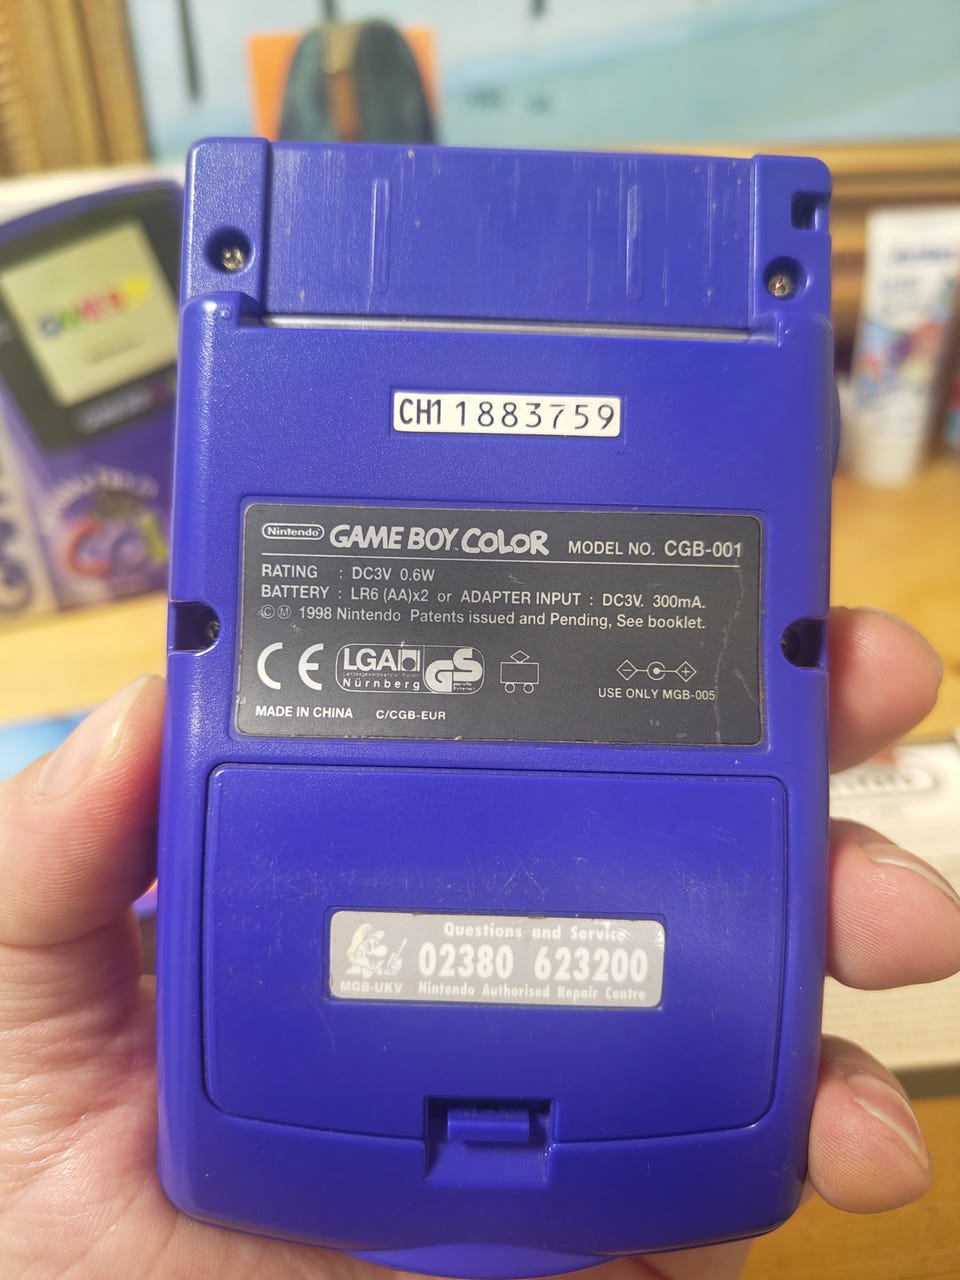 CH11883759
Nintendo GAME BOY COLOR MODEL NO. CGB-001
RATING : DC3V 0.6W
BATTERY : LR6 (AA)x2 or ADAPTER INPUT : DC3V. 300mA.
©Ⓜ 1998 Nintendo Patents issued and Pending, See booklet.
CE LGA GS
Nürnberg
USE ONLY MGB-005
MADE IN CHINA C/CGB-EUR
Questions and Service
02380 623200
MGB-UKV Nintendo Authorised Repair Centre